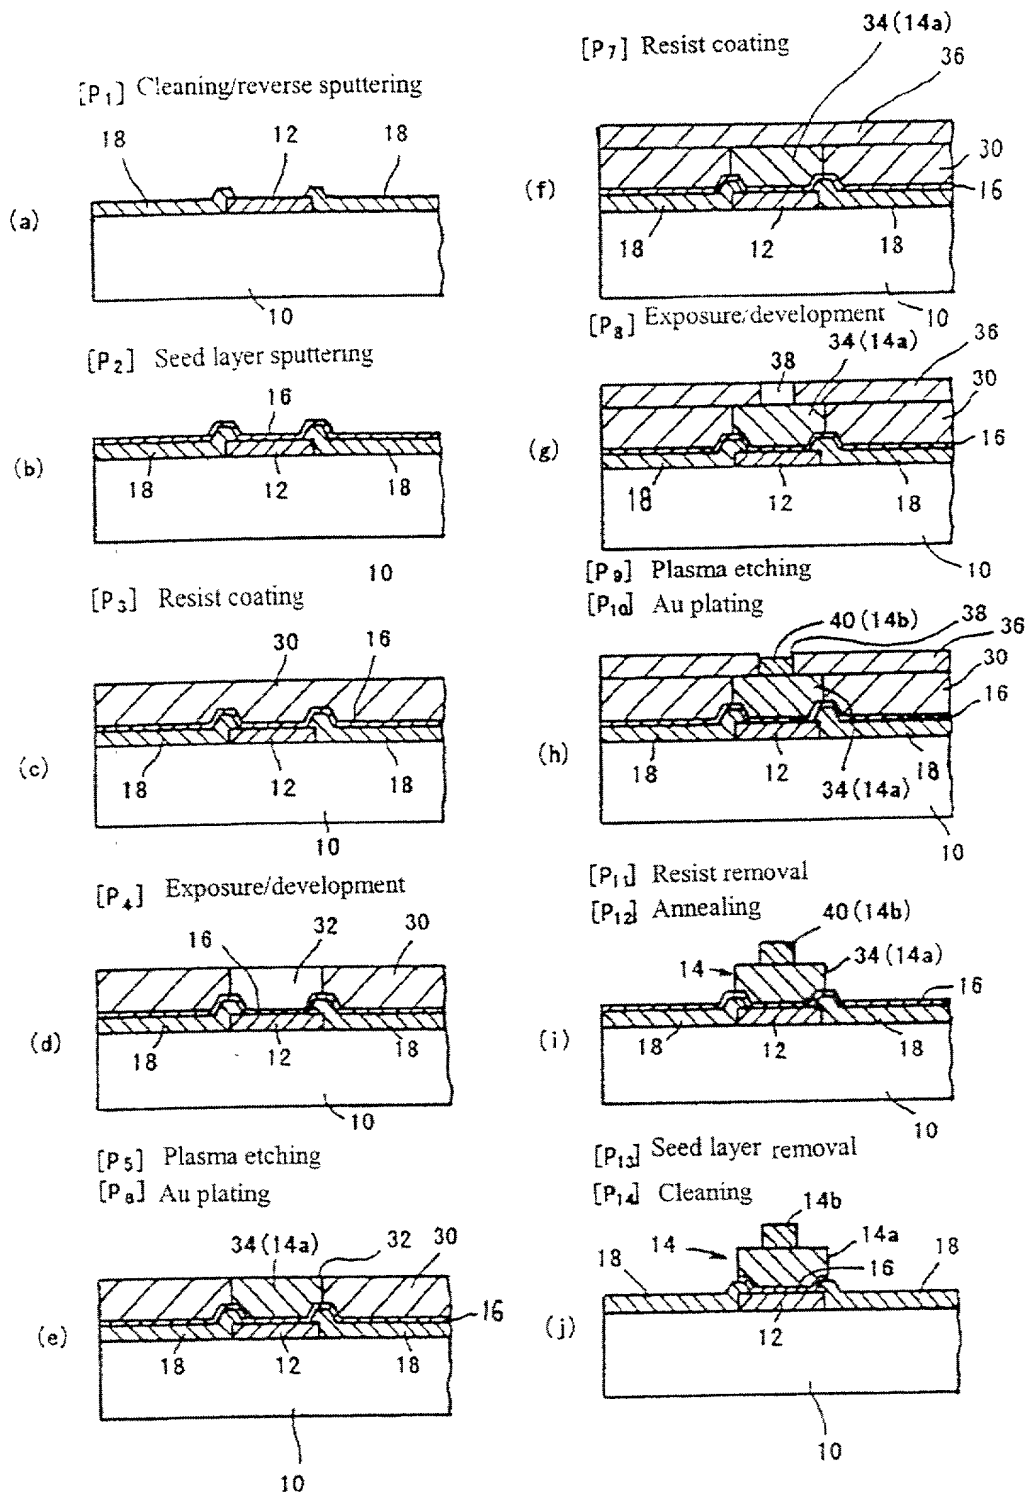 [P1] Cleaning/reverse sputtering
18 12 18
(a)
10
[P2] Seed layer sputtering
16
(b)
18 12 18
10
[P3] Resist coating
30 16
(c)
18 12 18
10
[P4] Exposure/development
16 32 30
(d)
18 12 18
10
[P5] Plasma etching
[P6] Au plating
34(14a) 32 30
16
(e)
18 12 18
10
34(14a)
[P7] Resist coating
36
30
(f)
16
18 12 18
10
[P8] Exposure/development
34(14a)
38 36
30
16
(g)
18 12 18
10
[P9] Plasma etching
[P10] Au plating
40(14b) 38 36
30
16
(h)
18 12 18
34(14a)
10
[P11] Resist removal
[P12] Annealing
40(14b)
14 34(14a)
16
(i)
18 12 18
10
[P13] Seed layer removal
[P14] Cleaning
14b
14 14a
18 16 18
(j)
12
10